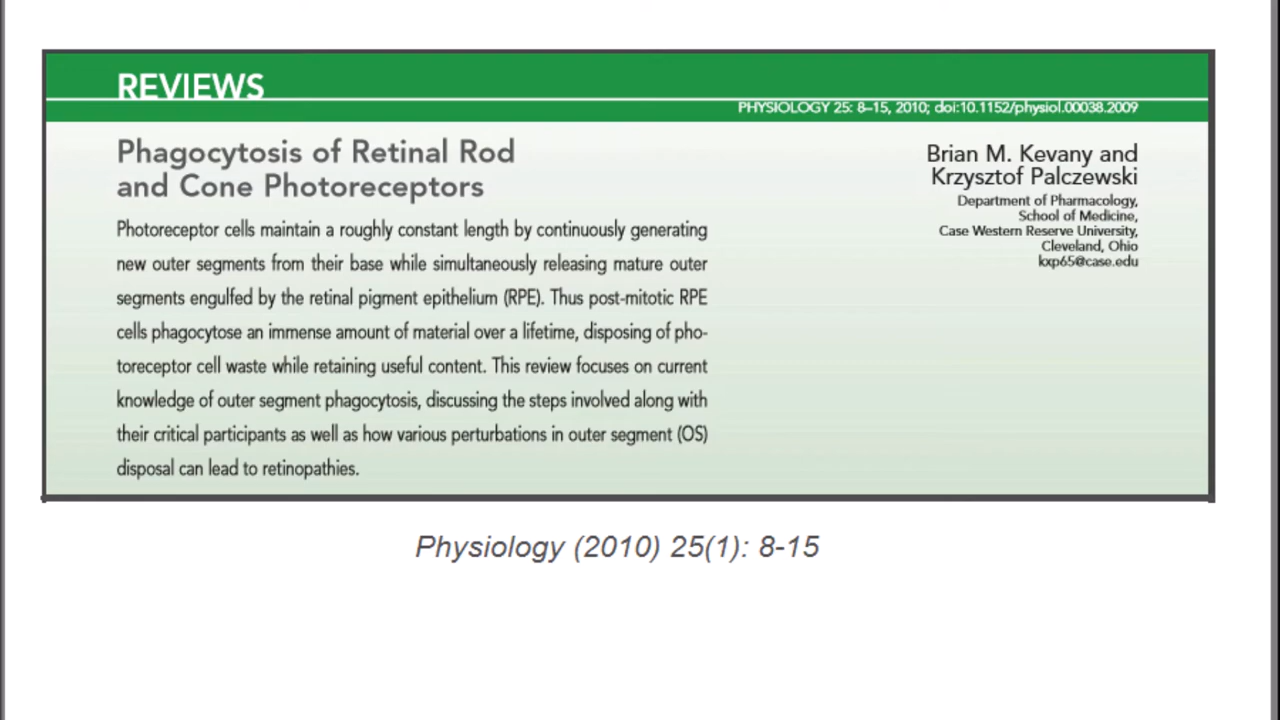 REVIEWS
PHYSIOLOGY 25: 8–15, 2010; doi:10.1152/physiol.00038.2009
Phagocytosis of Retinal Rod
and Cone Photoreceptors
Brian M. Kevany and
Krzysztof Palczewski
Department of Pharmacology,
School of Medicine,
Case Western Reserve University,
Cleveland, Ohio
kxp65@case.edu
Photoreceptor cells maintain a roughly constant length by continuously generating
new outer segments from their base while simultaneously releasing mature outer
segments engulfed by the retinal pigment epithelium (RPE). Thus post-mitotic RPE
cells phagocytose an immense amount of material over a lifetime, disposing of pho-
toreceptor cell waste while retaining useful content. This review focuses on current
knowledge of outer segment phagocytosis, discussing the steps involved along with
their critical participants as well as how various perturbations in outer segment (OS)
disposal can lead to retinopathies.
Physiology (2010) 25(1): 8-15